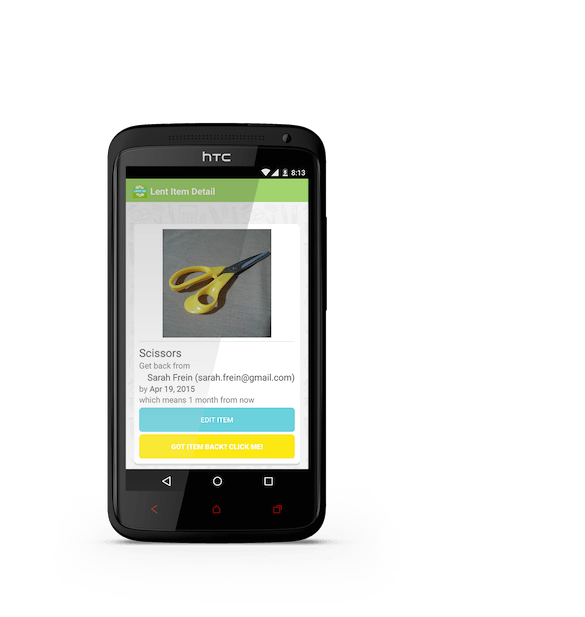 hTC
8:13
Lent Item Detail
Scissors
Get back from
Sarah Frein (sarah.frein@gmail.com)
by Apr 19, 2015
which means 1 month from now
EDIT ITEM
GOT ITEM BACK? CLICK ME!